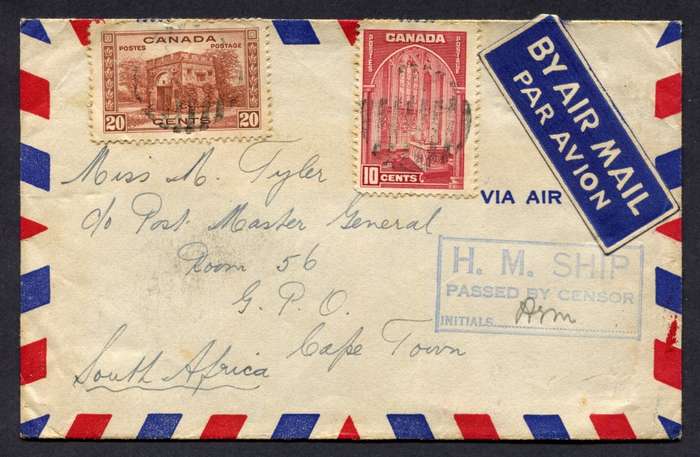 CANADA
POSTES POSTAGE
20 CENTS 20
CANADA
POSTES POSTAGE
10 CENTS
BY AIR MAIL
PAR AVION
VIA AIR
Miss M. Tyler
c/o Post Master General
Room 56
G. P. O.
Cape Town
South Africa
H. M. SHIP
PASSED BY CENSOR
INITIALS